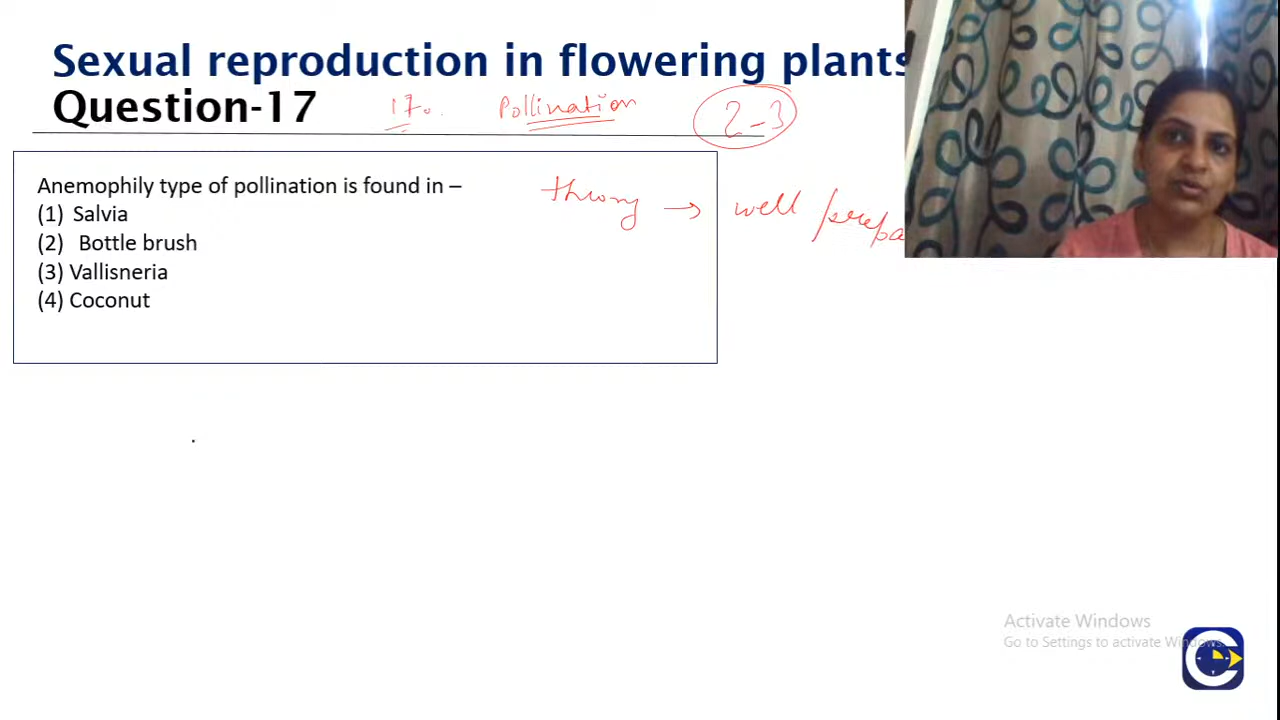 Sexual reproduction in flowering plants
Question-17 17. Pollination 2-3
Anemophily type of pollination is found in –
theory → well prepa
(1) Salvia
(2) Bottle brush
(3) Vallisneria
(4) Coconut
Activate Windows
Go to Settings to activate Windows.